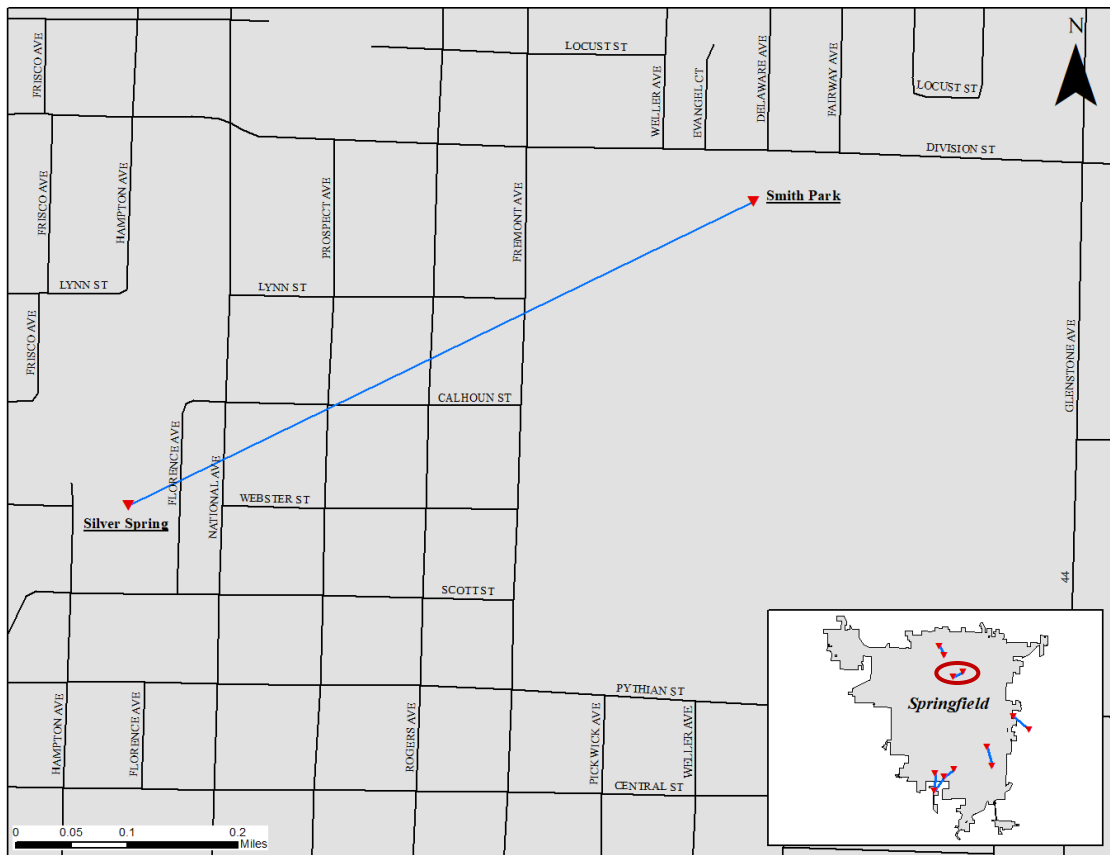 N
LOCUST ST
FRISCO AVE
WELLER AVE
EVANGEL CT
DELAWARE AVE
FAIRWAY AVE
LOCUST ST
DIVISION ST
FRISCO AVE
HAMPTON AVE
PROSPECT AVE
FREMONT AVE
Smith Park
LYNN ST
LYNN ST
FRISCO AVE
GLENSTONE AVE
CALHOUN ST
FLORENCE AVE
NATIONAL AVE
WEBSTER ST
Silver Spring
SCOTT ST
44
PYTHIAN ST
HAMPTON AVE
FLORENCE AVE
ROGERS AVE
PICKWICK AVE
WELLER AVE
CENTRAL ST
Springfield
0 0.05 0.1 0.2
Miles